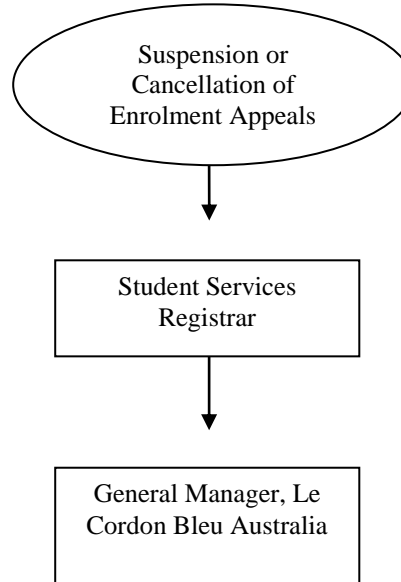 Suspension or
Cancellation of
Enrolment Appeals
Student Services
Registrar
General Manager, Le
Cordon Bleu Australia